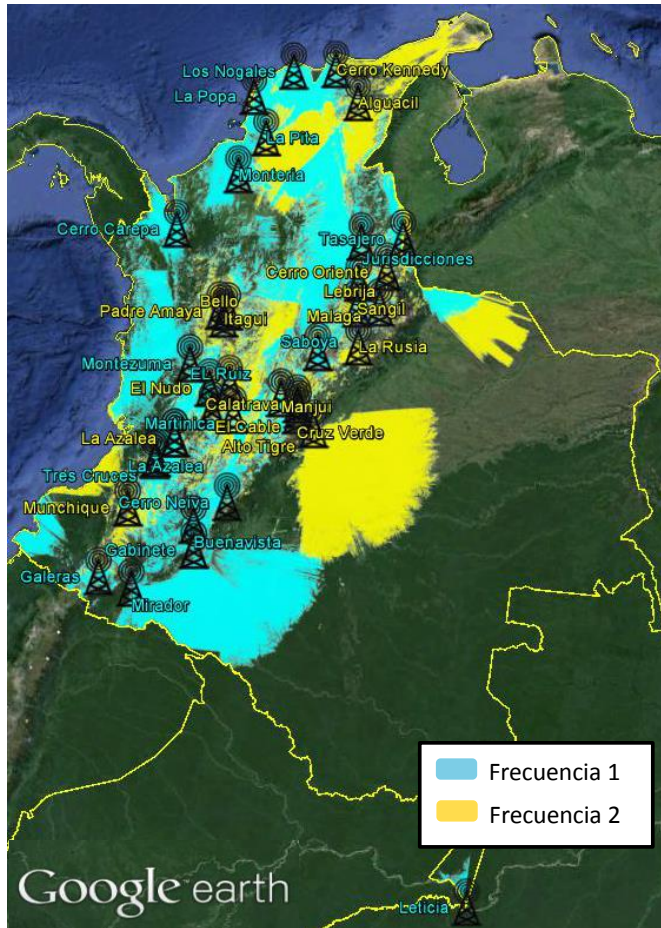 Los Nogales
Cerro Kennedy
La Popa
Alguacil
La Pita
Monteria
Cerro Carepa
Tasajero
Jurisdicciones
Cerro Oriente
Lebrija
Padre Amaya
Bello
Itagui
Malaga
Sangil
Saboya
La Rusia
Montezuma
EL Ruiz
El Nudo
Calatrava
Manjui
Martinica
El Cable
Cruz Verde
La Azalea
Alto Tigre
La Azalea
Tres Cruces
Munchique
Cerro Neiva
Buenavista
Gabinete
Galeras
Mirador
Frecuencia 1
Frecuencia 2
Google earth
Leticia